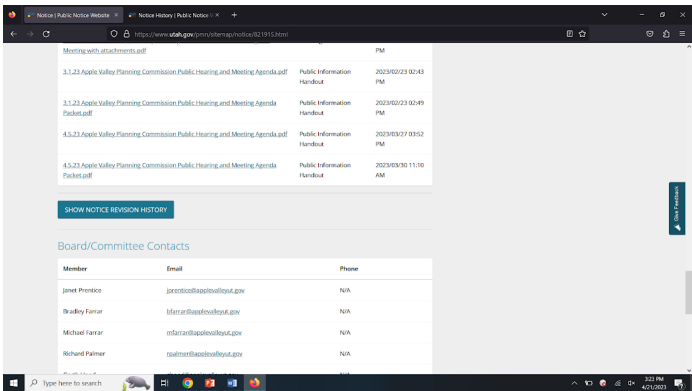 Notice | Public Notice Website
Notice History | Public Notice
https://www.utah.gov/pmn/sitemap/notice/821915.html
Meeting with attachments.pdf
PM
3.1.23 Apple Valley Planning Commission Public Hearing and Meeting Agenda.pdf Public Information 2023/02/23 02:43
Handout PM
3.1.23 Apple Valley Planning Commission Public Hearing and Meeting Agenda Public Information 2023/02/23 02:49
Packet.pdf Handout PM
4.5.23 Apple Valley Planning Commission Public Hearing and Meeting Agenda.pdf Public Information 2023/03/27 03:52
Handout PM
4.5.23 Apple Valley Planning Commission Public Hearing and Meeting Agenda Public Information 2023/03/30 11:10
Packet.pdf Handout AM
Give Feedback
SHOW NOTICE REVISION HISTORY
Board/Committee Contacts
Member Email Phone
Janet Prentice jprentice@applevalleyut.gov N/A
Bradley Farrar bfarrar@applevalleyut.gov N/A
Michael Farrar mfarrar@applevalleyut.gov N/A
Richard Palmer rpalmer@applevalleyut.gov N/A
Type here to search
3:23 PM
4/21/2023